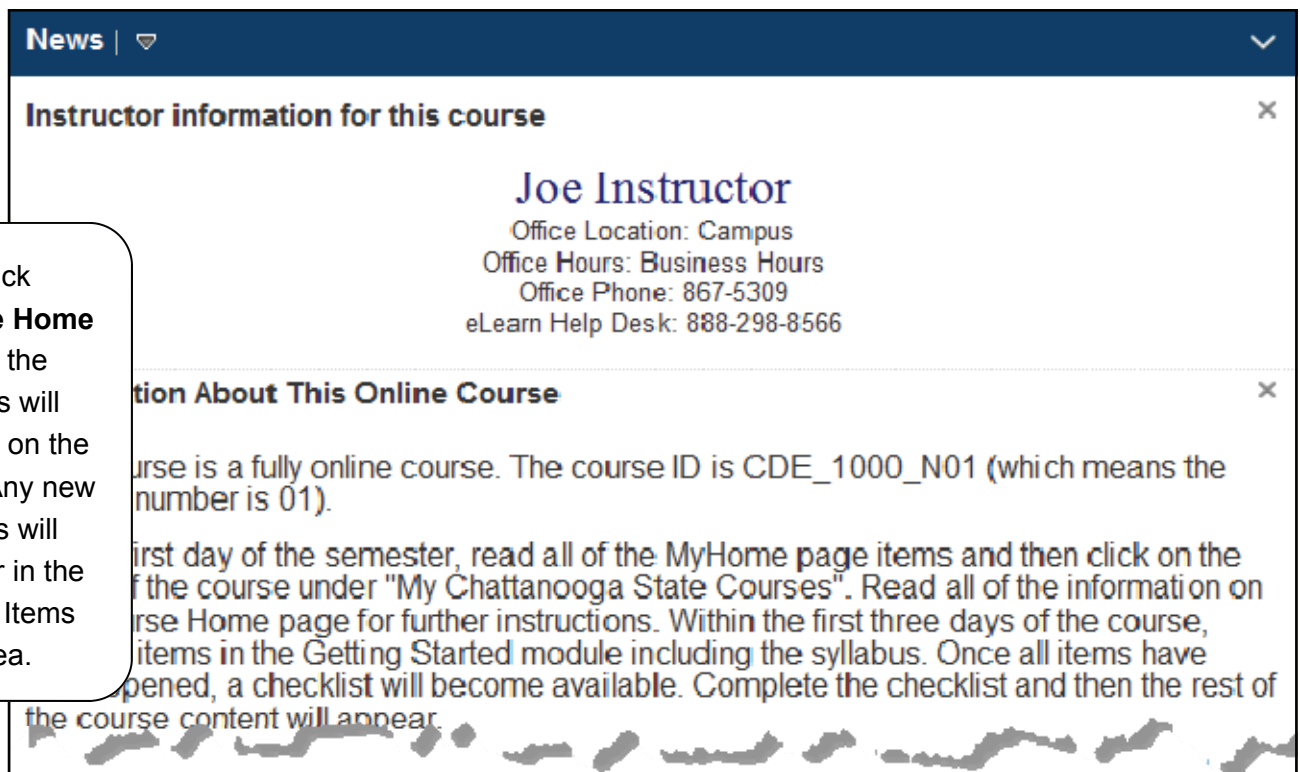 News |
Instructor information for this course
Joe Instructor
Office Location: Campus
Office Hours: Business Hours
Office Phone: 867-5309
eLearn Help Desk: 888-298-8566
ck
e Home
the
s will
on the
Any new
s will
r in the
Items
ea.
tion About This Online Course
urse is a fully online course. The course ID is CDE_1000_N01 (which means the
number is 01).
irst day of the semester, read all of the MyHome page items and then click on the
f the course under "My Chattanooga State Courses". Read all of the information on
rse Home page for further instructions. Within the first three days of the course,
items in the Getting Started module including the syllabus. Once all items have
pened, a checklist will become available. Complete the checklist and then the rest of
the course content will appear.